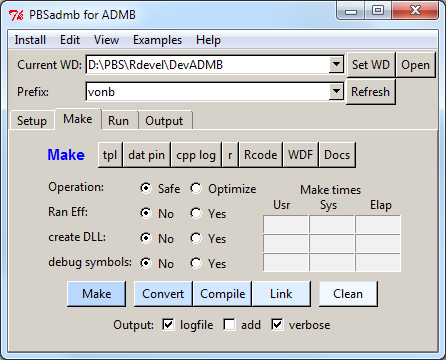 PBSadmb for ADMB
Install Edit View Examples Help
Current WD: D:\PBS\Rdevel\DevADMB Set WD Open
Prefix: vonb Refresh
Setup Make Run Output
Make tpl dat pin cpp log r Rcode WDF Docs
Operation: Safe Optimize Make times
Ran Eff: No Yes Usr Sys Elap
create DLL: No Yes
debug symbols: No Yes
Make Convert Compile Link Clean
Output: logfile add verbose